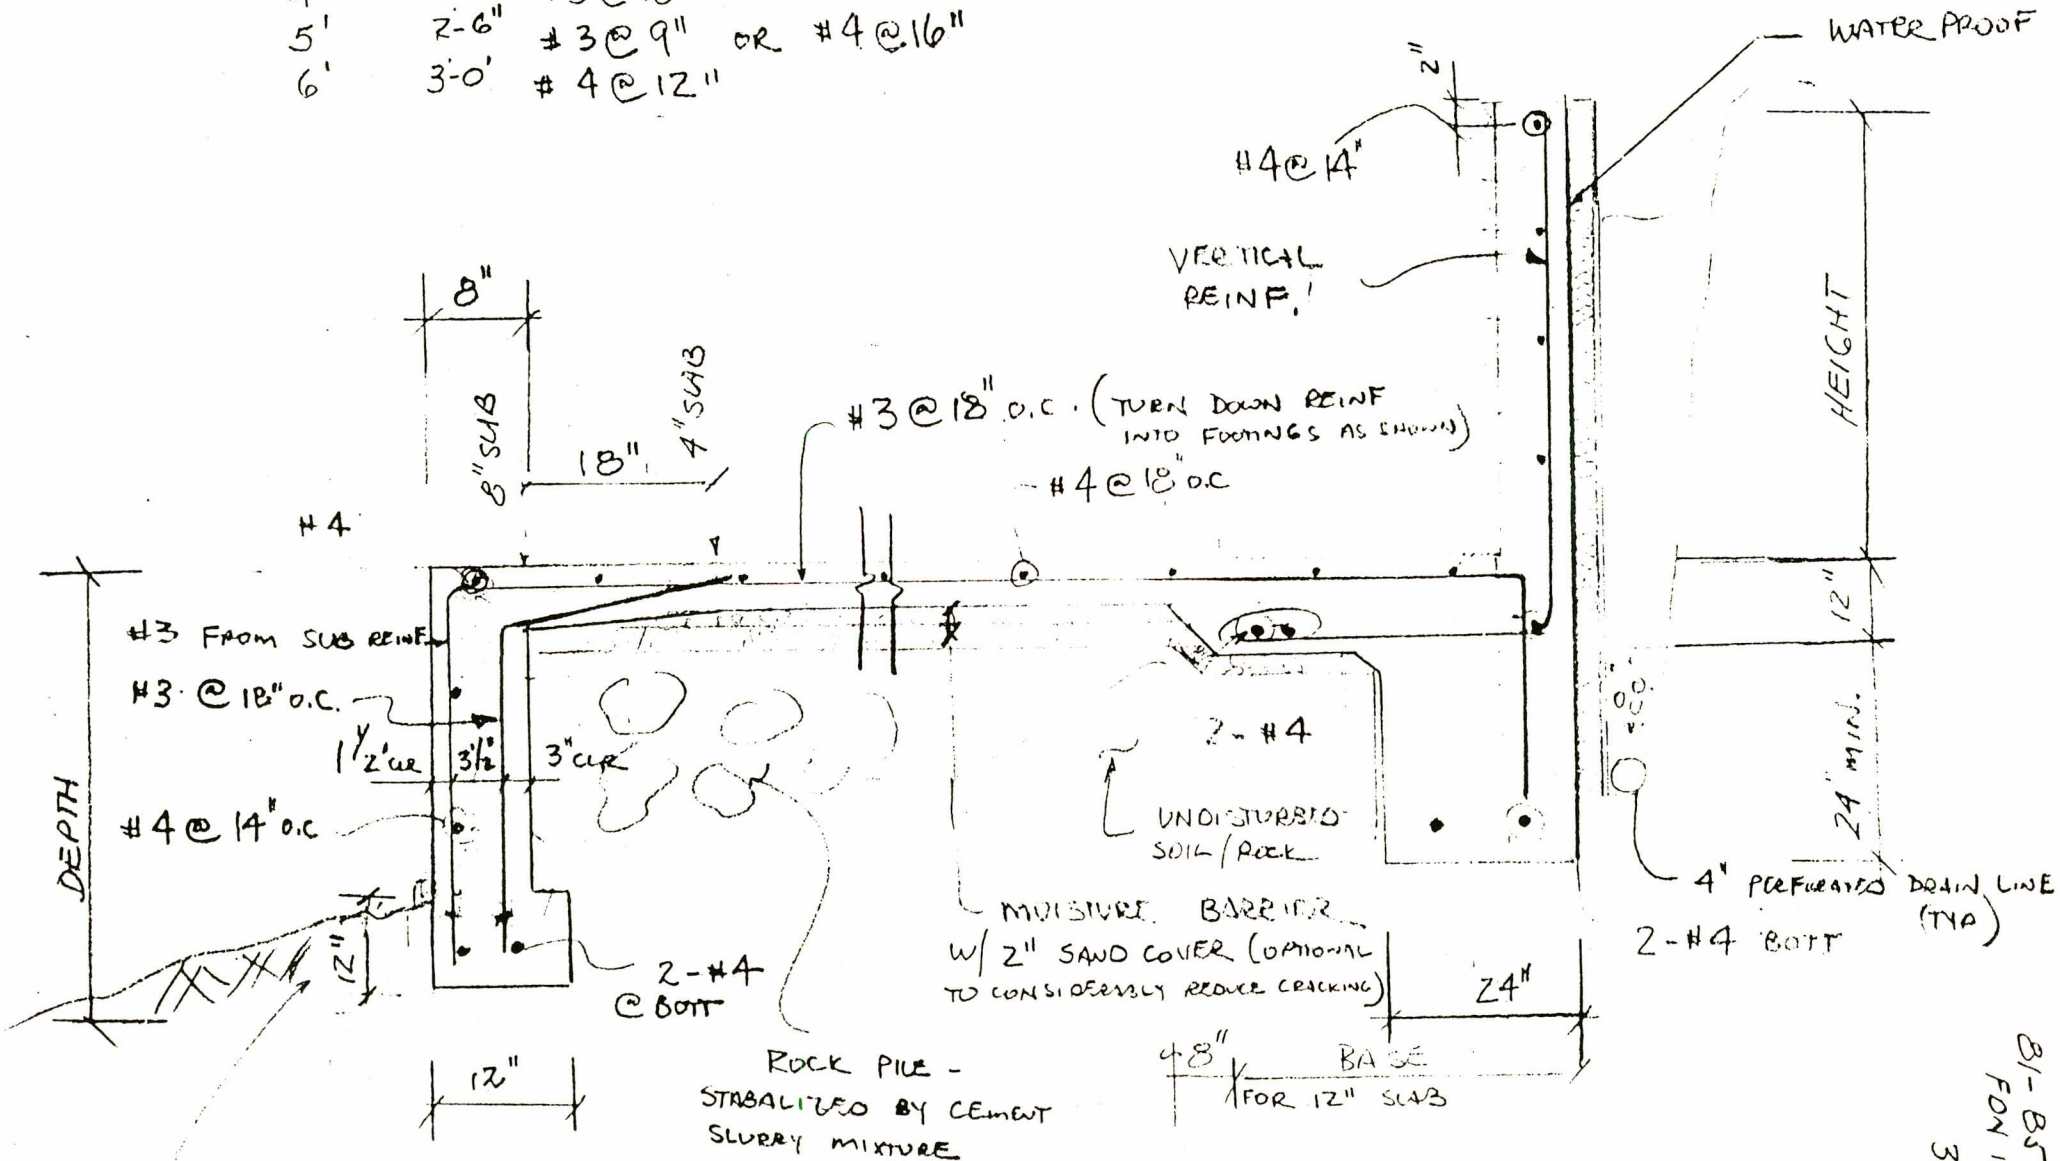 5' 2-6" #3@9" OR #4@16"
6' 3-0' #4@12"
WATERPROOF
2"
#4@14"
VERTICAL
REINF.
HEIGHT
8"
8" SLAB
18"
4" SLAB
#3@18" O.C. (TURN DOWN REINF
INTO FOOTINGS AS SHOWN)
#4@18" O.C
#4
12"
24" MIN.
#3 FROM SLAB REINF.
#3 @ 18" O.C.
1 1/2" CLR
3 1/2"
3" CLR
#4@14" O.C
DEPTH
12"
2-#4
@ BOTT
12"
ROCK PILE -
STABALIZED BY CEMENT
SLURRY MIXTURE
2-#4
UNDISTURBED
SOIL/ROCK
MOISTURE BARRIER
W/ 2" SAND COVER (OPTIONAL
TO CONSIDERABLY REDUCE CRACKING)
4" PERFORATED DRAIN LINE
(TYP)
2-#4 BOTT
24"
8"
BASE
FOR 12" SLAB
3